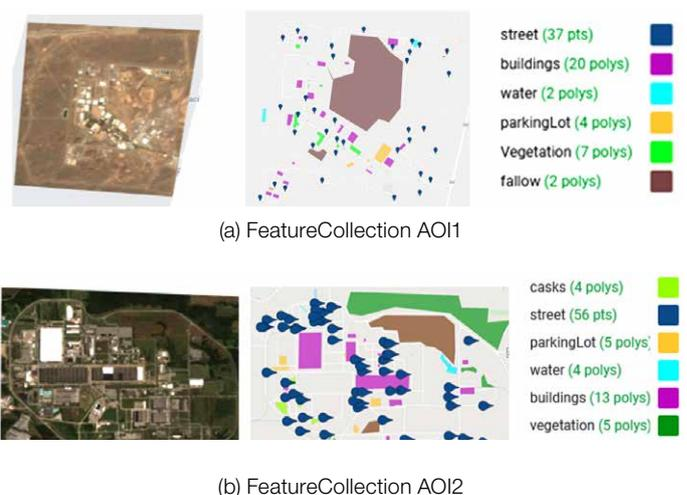 street (37 pts)
buildings (20 polys)
water (2 polys)
parkingLot (4 polys)
Vegetation (7 polys)
fallow (2 polys)
(a) FeatureCollection AOI1
casks (4 polys)
street (56 pts)
parkingLot (5 polys)
water (4 polys)
buildings (13 polys)
vegetation (5 polys)
(b) FeatureCollection AOI2